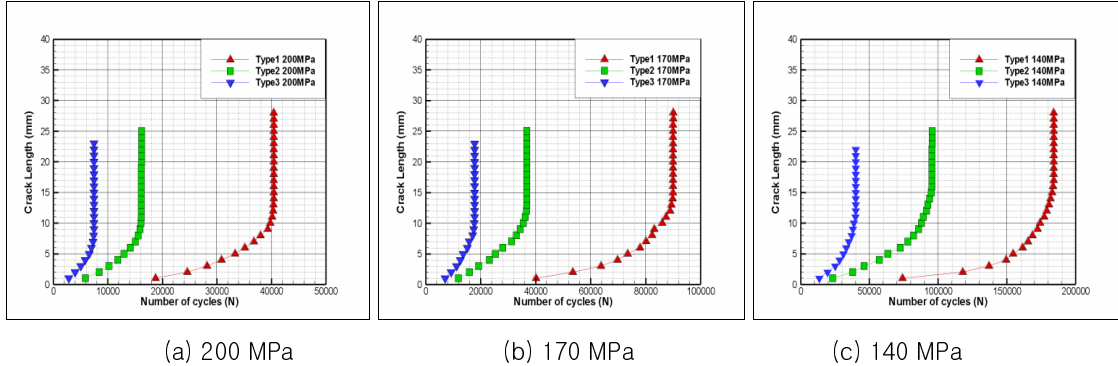 40
35
30
25
20
15
10
5
0
Crack Length (mm)
0 10000 20000 30000 40000 50000
Number of cycles (N)
Type1 200MPa
Type2 200MPa
Type3 200MPa
40
35
30
25
20
15
10
5
0
Crack Length (mm)
0 20000 40000 60000 80000 100000
Number of cycles (N)
Type1 170MPa
Type2 170MPa
Type3 170MPa
40
35
30
25
20
15
10
5
0
Crack Length (mm)
0 50000 100000 150000 200000
Number of cycles (N)
Type1 140MPa
Type2 140MPa
Type3 140MPa
(a) 200 MPa
(b) 170 MPa
(c) 140 MPa